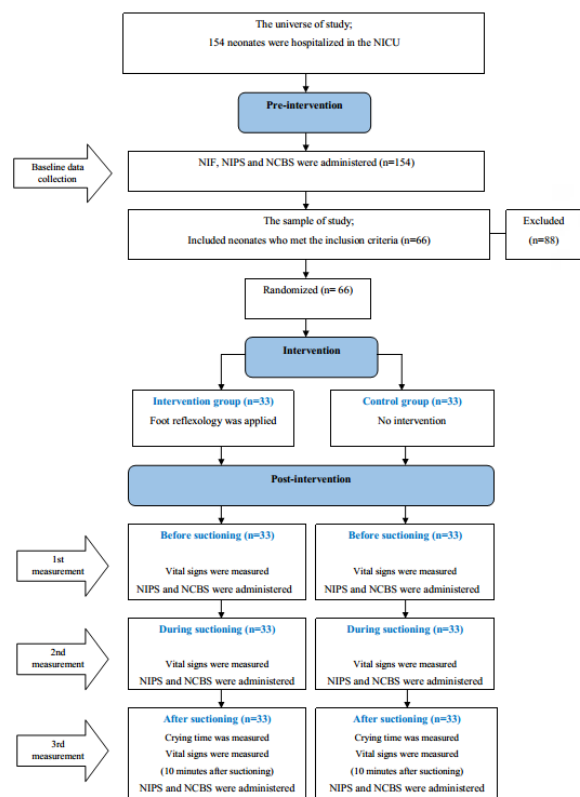 The universe of study;
154 neonates were hospitalized in the NICU
Pre-intervention
Baseline data
collection
NIF, NIPS and NCBS were administered (n=154)
The sample of study;
Included neonates who met the inclusion criteria (n=66)
Excluded
(n=88)
Randomized (n= 66)
Intervention
Intervention group (n=33)
Foot reflexology was applied
Control group (n=33)
No intervention
Post-intervention
1st
measurement
Before suctioning (n=33)
Vital signs were measured
NIPS and NCBS were administered
Before suctioning (n=33)
Vital signs were measured
NIPS and NCBS were administered
2nd
measurement
During suctioning (n=33)
Vital signs were measured
NIPS and NCBS were administered
During suctioning (n=33)
Vital signs were measured
NIPS and NCBS were administered
3rd
measurement
After suctioning (n=33)
Crying time was measured
Vital signs were measured
(10 minutes after suctioning)
NIPS and NCBS were administered
After suctioning (n=33)
Crying time was measured
Vital signs were measured
(10 minutes after suctioning)
NIPS and NCBS were administered